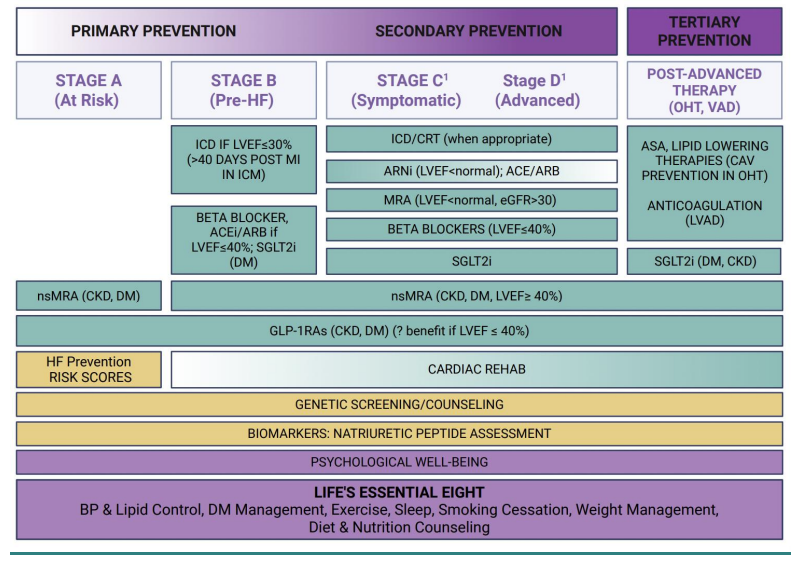 PRIMARY PREVENTION
SECONDARY PREVENTION
TERTIARY
PREVENTION
STAGE A
(At Risk)
STAGE B
(Pre-HF)
STAGE C¹
(Symptomatic)
Stage D¹
(Advanced)
POST-ADVANCED
THERAPY
(OHT, VAD)
ICD IF LVEF≤30%
(>40 DAYS POST MI
IN ICM)
BETA BLOCKER,
ACEi/ARB if
LVEF≤40%; SGLT2i
(DM)
ICD/CRT (when appropriate)
ARNi (LVEF<normal); ACE/ARB
MRA (LVEF<normal, eGFR>30)
BETA BLOCKERS (LVEF≤40%)
SGLT2i
ASA, LIPID LOWERING
THERAPIES (CAV
PREVENTION IN OHT)
ANTICOAGULATION
(LVAD)
SGLT2i (DM, CKD)
nsMRA (CKD, DM)
nsMRA (CKD, DM, LVEF≥ 40%)
GLP-1RAs (CKD, DM) (? benefit if LVEF ≤ 40%)
HF Prevention
RISK SCORES
CARDIAC REHAB
GENETIC SCREENING/COUNSELING
BIOMARKERS: NATRIURETIC PEPTIDE ASSESSMENT
PSYCHOLOGICAL WELL-BEING
LIFE'S ESSENTIAL EIGHT
BP & Lipid Control, DM Management, Exercise, Sleep, Smoking Cessation, Weight Management,
Diet & Nutrition Counseling